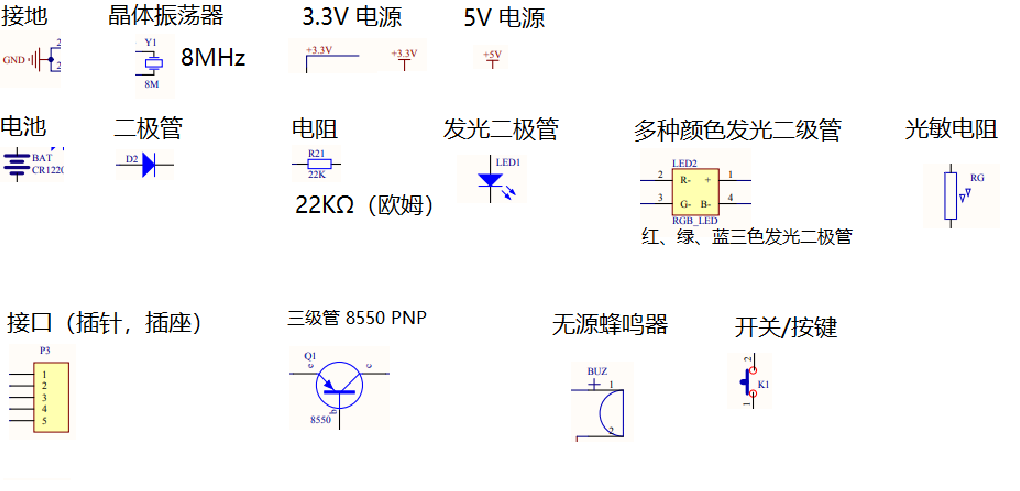 接地
晶体振荡器
3.3V 电源
5V 电源
GND
2
2
Y1
8M
8MHz
+3.3V
+3.3V
+5V
电池
二极管
电阻
发光二极管
多种颜色发光二级管
光敏电阻
BAT
CR1220
D2
R21
22K
22KΩ（欧姆）
LED1
LED2
2 R- + 1
3 G- B- 4
RGB_LED
红、绿、蓝三色发光二极管
RG
接口（插针，插座）
三级管 8550 PNP
无源蜂鸣器
开关/按键
P3
1
2
3
4
5
Q1
e
c
b
8550
BUZ
1
2
2
K1
1